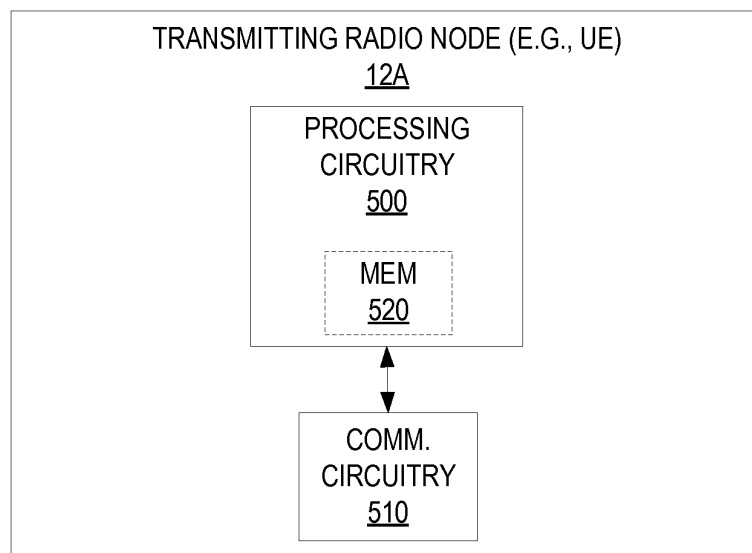 TRANSMITTING RADIO NODE (E.G., UE)
12A
PROCESSING
CIRCUITRY
500
MEM
520
COMM.
CIRCUITRY
510